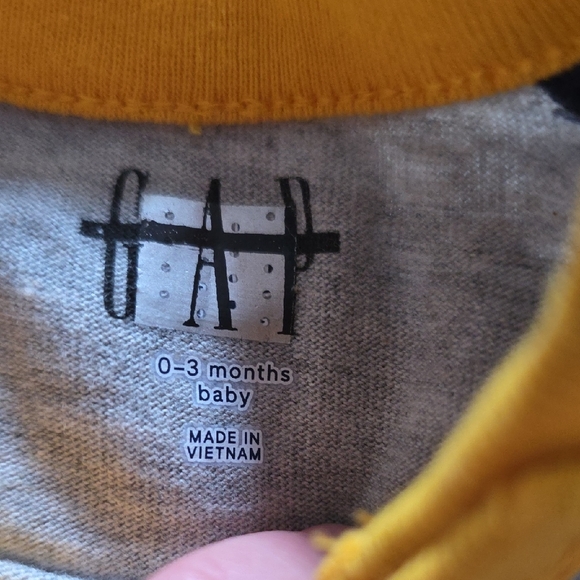 GAP
0–3 months
baby
MADE IN
VIETNAM